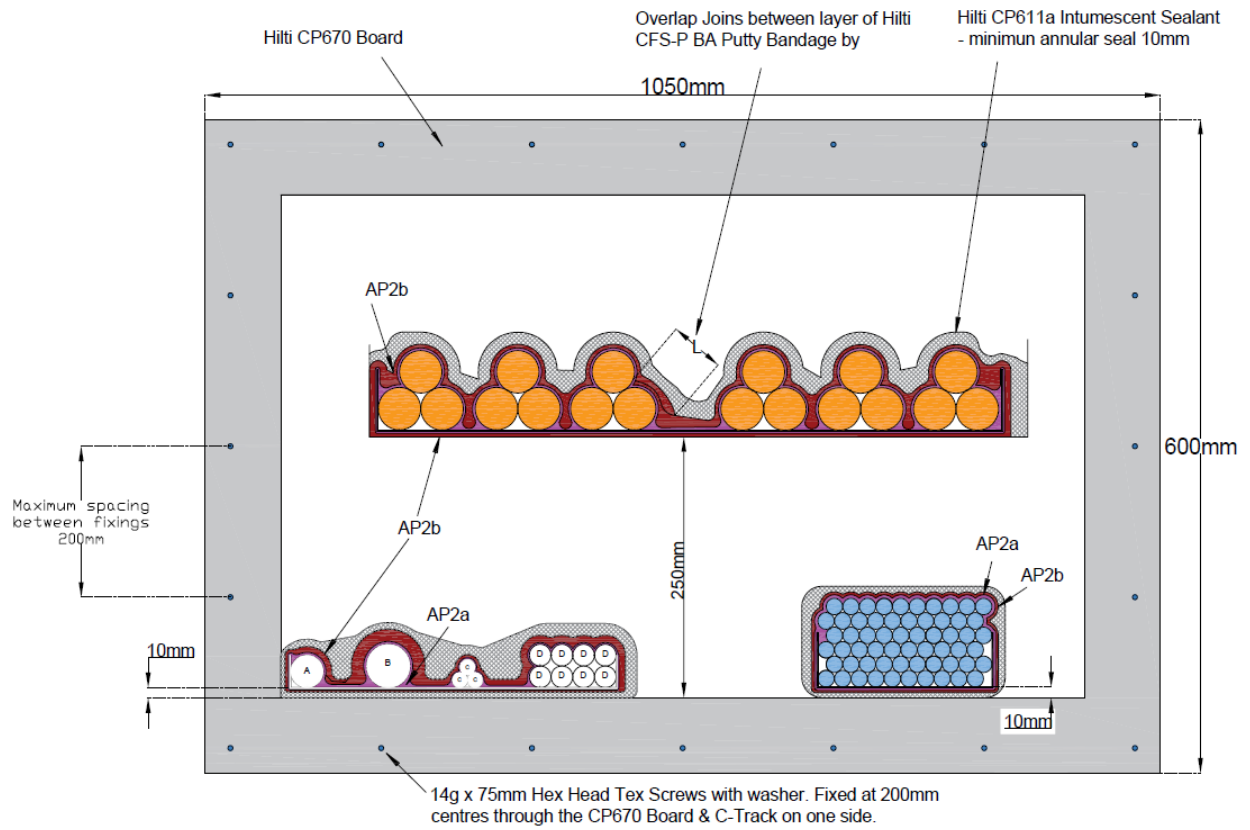 Hilti CP670 Board
Overlap Joins between layer of Hilti
CFS-P BA Putty Bandage by
Hilti CP611a Intumescent Sealant
- minimun annular seal 10mm
1050mm
AP2b
L
600mm
Maximum spacing
between fixings
200mm
AP2b
250mm
AP2a
AP2b
AP2a
10mm
A
B
C
C C
D D D D
D D D D
10mm
14g x 75mm Hex Head Tex Screws with washer. Fixed at 200mm
centres through the CP670 Board & C-Track on one side.